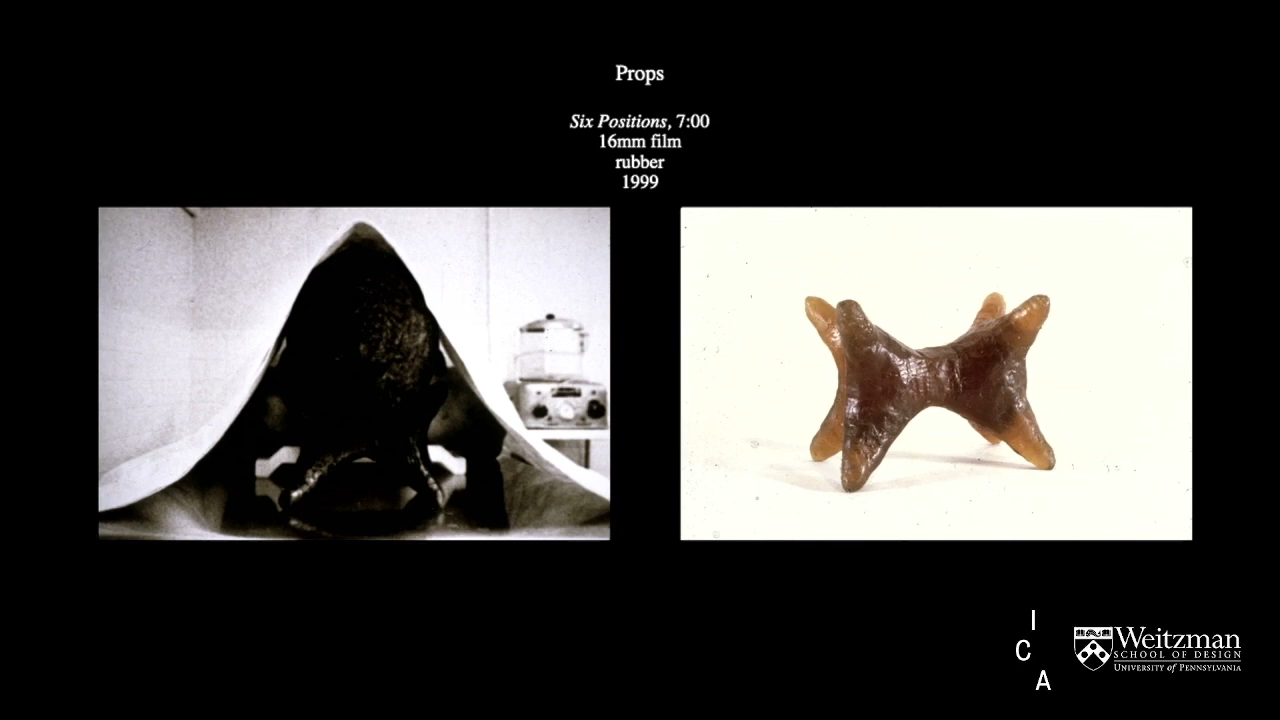 Props
Six Positions, 7:00
16mm film
rubber
1999
I
C
A
Weitzman
SCHOOL OF DESIGN
UNIVERSITY of PENNSYLVANIA